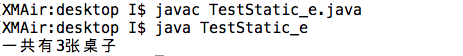 XMAir:desktop I$ javac TestStatic_e.java
XMAir:desktop I$ java TestStatic_e
一共有3张桌子